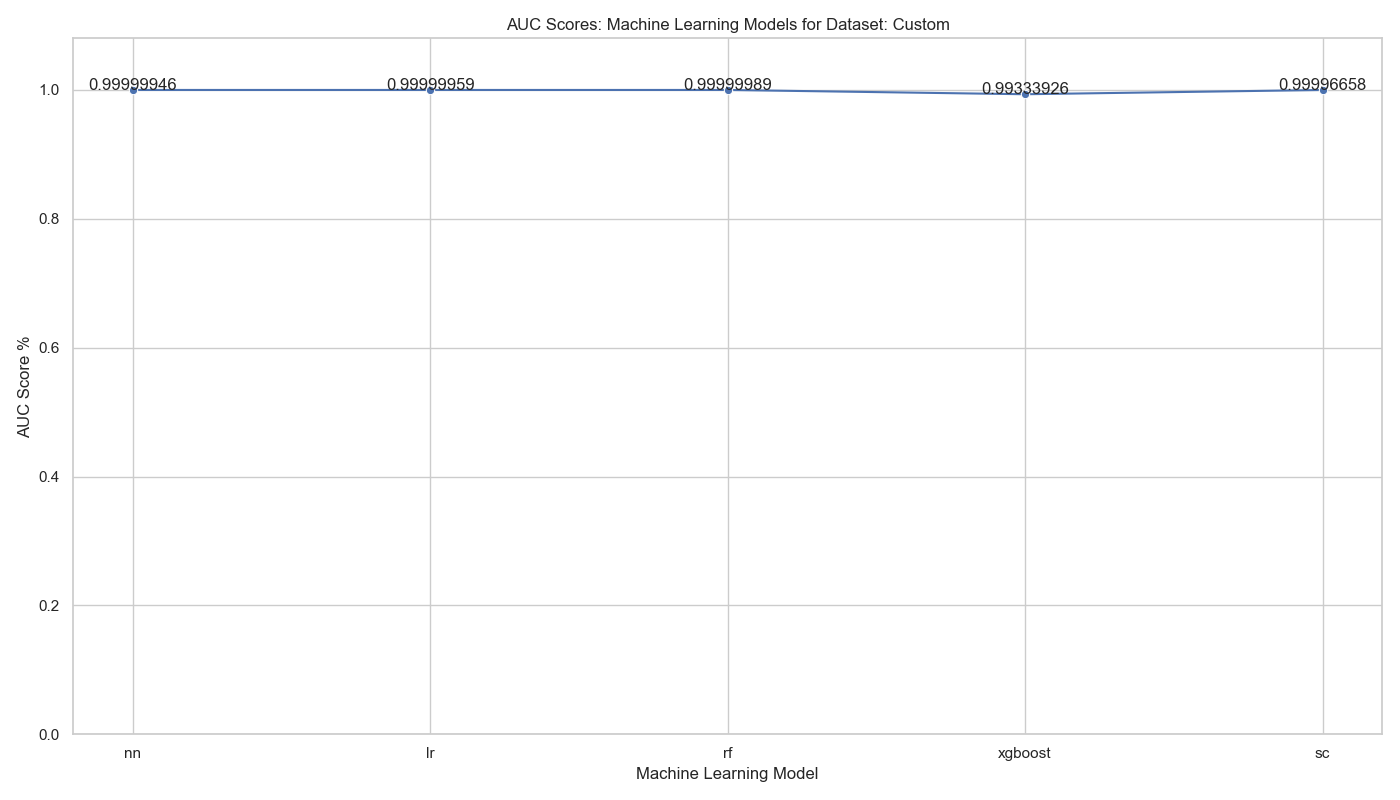 AUC Scores: Machine Learning Models for Dataset: Custom
0.99999946 0.99999959 0.99999989 0.99333926 0.99996658
1.0
0.8
0.6
0.4
0.2
0.0
AUC Score %
nn lr rf xgboost sc
Machine Learning Model